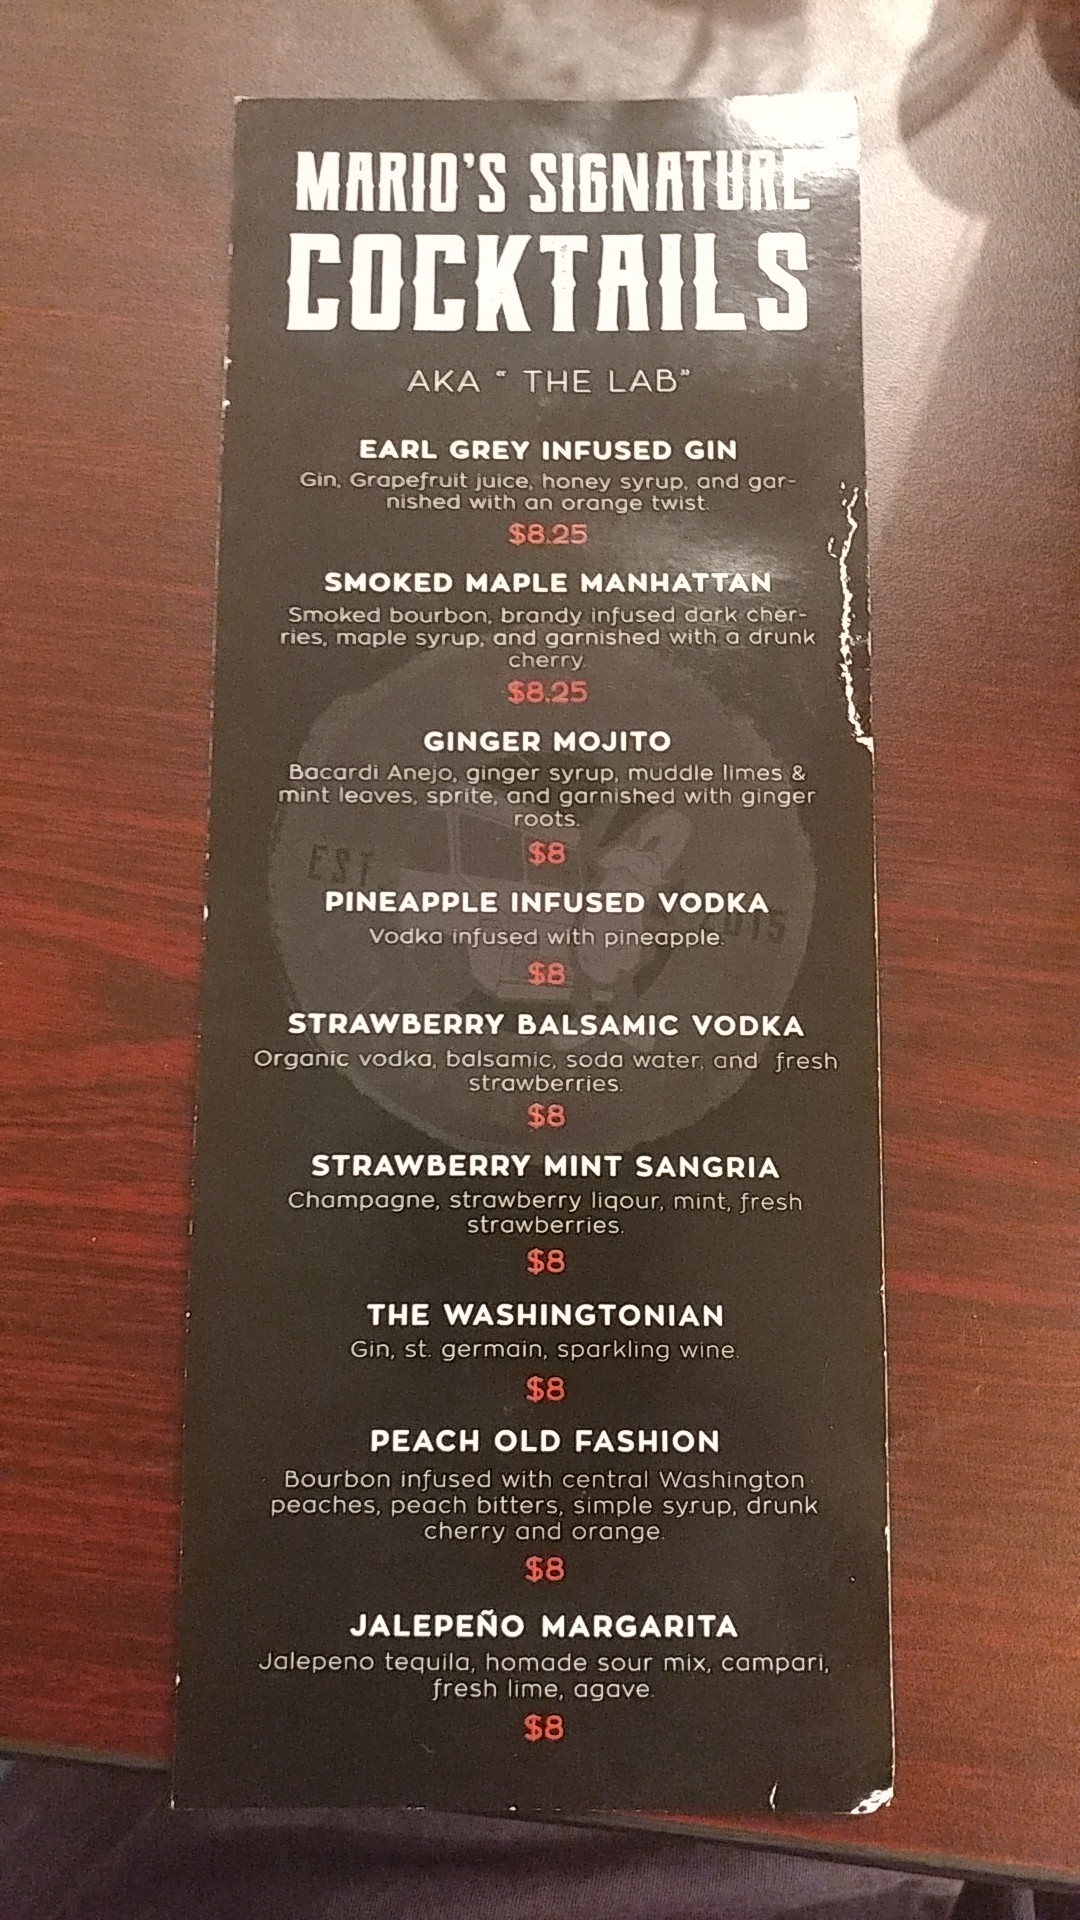 MARIO'S SIGNATURE
COCKTAILS
AKA " THE LAB"
EARL GREY INFUSED GIN
Gin, Grapefruit juice, honey syrup, and gar-
nished with an orange twist.
$8.25
SMOKED MAPLE MANHATTAN
Smoked bourbon, brandy infused dark cher-
ries, maple syrup, and garnished with a drunk
cherry.
$8.25
GINGER MOJITO
Bacardi Anejo, ginger syrup, muddle limes &
mint leaves, sprite, and garnished with ginger
roots.
$8
EST
PINEAPPLE INFUSED VODKA
Vodka infused with pineapple.
$8
STRAWBERRY BALSAMIC VODKA
Organic vodka, balsamic, soda water, and fresh
strawberries.
$8
STRAWBERRY MINT SANGRIA
Champagne, strawberry liqour, mint, fresh
strawberries.
$8
THE WASHINGTONIAN
Gin, st. germain, sparkling wine.
$8
PEACH OLD FASHION
Bourbon infused with central Washington
peaches, peach bitters, simple syrup, drunk
cherry and orange.
$8
JALEPEÑO MARGARITA
Jalepeno tequila, homade sour mix, campari,
fresh lime, agave.
$8